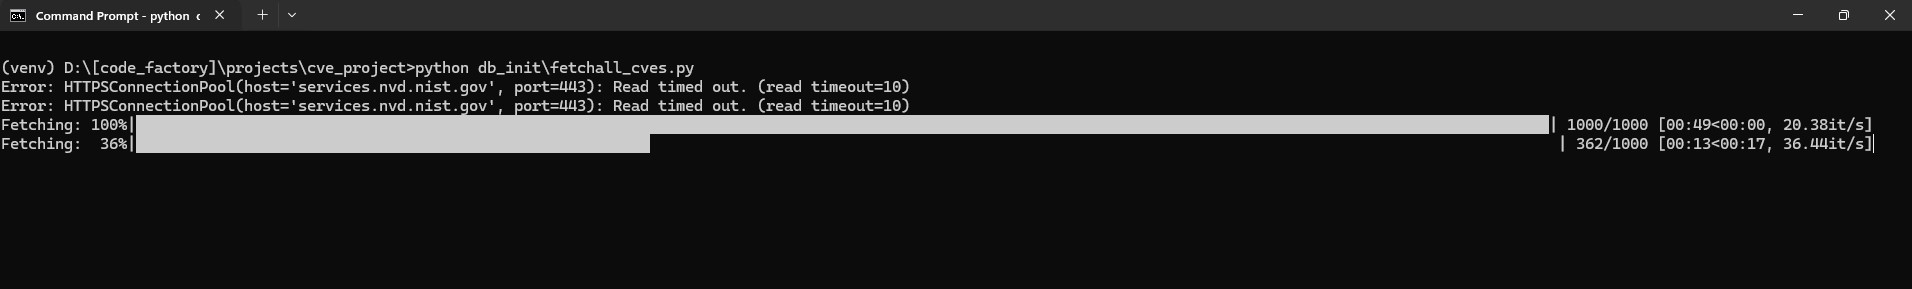 Command Prompt - python c
(venv) D:\[code_factory]\projects\cve_project>python db_init\fetchall_cves.py
Error: HTTPSConnectionPool(host='services.nvd.nist.gov', port=443): Read timed out. (read timeout=10)
Error: HTTPSConnectionPool(host='services.nvd.nist.gov', port=443): Read timed out. (read timeout=10)
Fetching: 100%| | 1000/1000 [00:49<00:00, 20.38it/s]
Fetching: 36%| | 362/1000 [00:13<00:17, 36.44it/s]